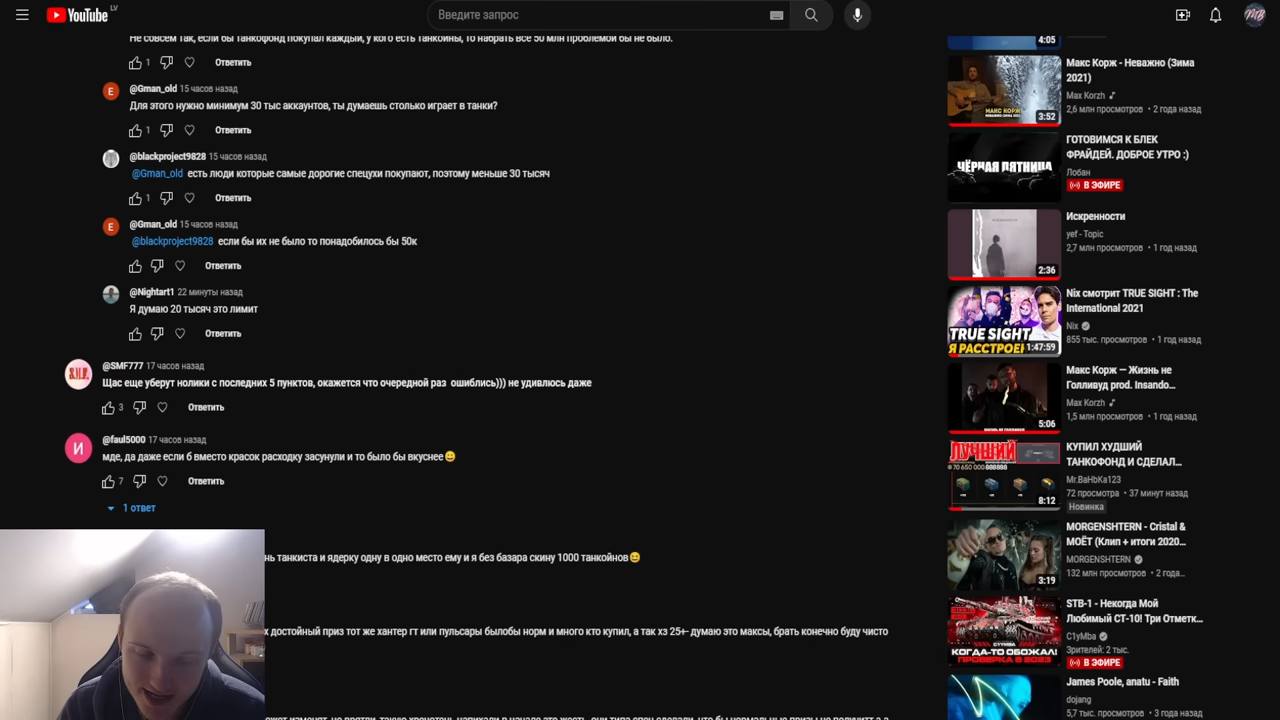 YouTube LV
Введите запрос
Не совсем так, если бы танкофонд покупал каждый, у кого есть танкоины, то набрать все 50 млн проблемой бы не было.
1 Ответить
@Gman_old 15 часов назад
Для этого нужно минимум 30 тыс аккаунтов, ты думаешь столько играет в танки?
1 Ответить
@blackproject9828 15 часов назад
@Gman_old есть люди которые самые дорогие спецухи покупают, поэтому меньше 30 тысяч
1 Ответить
@Gman_old 15 часов назад
@blackproject9828 если бы их не было то понадобилось бы 50к
Ответить
@Nightart1 22 минуты назад
Я думаю 20 тысяч это лимит
Ответить
@SMF777 17 часов назад
Щас еще уберут нолики с последних 5 пунктов, окажется что очередной раз ошиблись))) не удивлюсь даже
3 Ответить
@faul5000 17 часов назад
мде, да даже если б вместо красок расходку засунули и то было бы вкуснее😀
7 Ответить
1 ответ
нь танкиста и ядерку одну в одно место ему и я без базара скину 1000 танкойнов
х достойный приз тот же хантер гт или пульсары былобы норм и много кто купил, а так хз 25+- думаю это максы, брать конечно буду чисто
4:05
Макс Корж - Неважно (Зима
2021)
Max Korzh
2,6 млн просмотров • 2 года назад
МАКС КОРЖ
3:52
ГОТОВИМСЯ К БЛЕК
ФРАЙДЕЙ. ДОБРОЕ УТРО :)
Лобан
В ЭФИРЕ
ЧЁРНАЯ ПЯТНИЦА
Искренности
yef - Topic
2,7 млн просмотров • 1 год назад
2:36
Nix смотрит TRUE SIGHT : The
International 2021
Nix
855 тыс. просмотров • 1 год назад
TRUE SIGHT
Я РАССТРОЕН
1:47:59
Макс Корж — Жизнь не
Голливуд prod. Insando...
Max Korzh
1,5 млн просмотров • 1 год назад
5:06
КУПИЛ ХУДШИЙ
ТАНКОФОНД И СДЕЛАЛ...
Mr.BaHbKa123
72 просмотра • 37 минут назад
Новинка
ЛУЧШИЙ
8:12
MORGENSHTERN - Cristal &
МОЁТ (Клип + итоги 2020...
MORGENSHTERN
132 млн просмотров • 2 года...
3:19
STB-1 - Некогда Мой
Любимый СТ-10! Три Отметк...
C1yMba
Зрителей: 2 тыс.
В ЭФИРЕ
КОГДА-ТО ОБОЖАЛ!
ПРОВЕРКА В 2023
James Poole, anatu - Faith
dojang
5,7 тыс. просмотров • 3 года назад